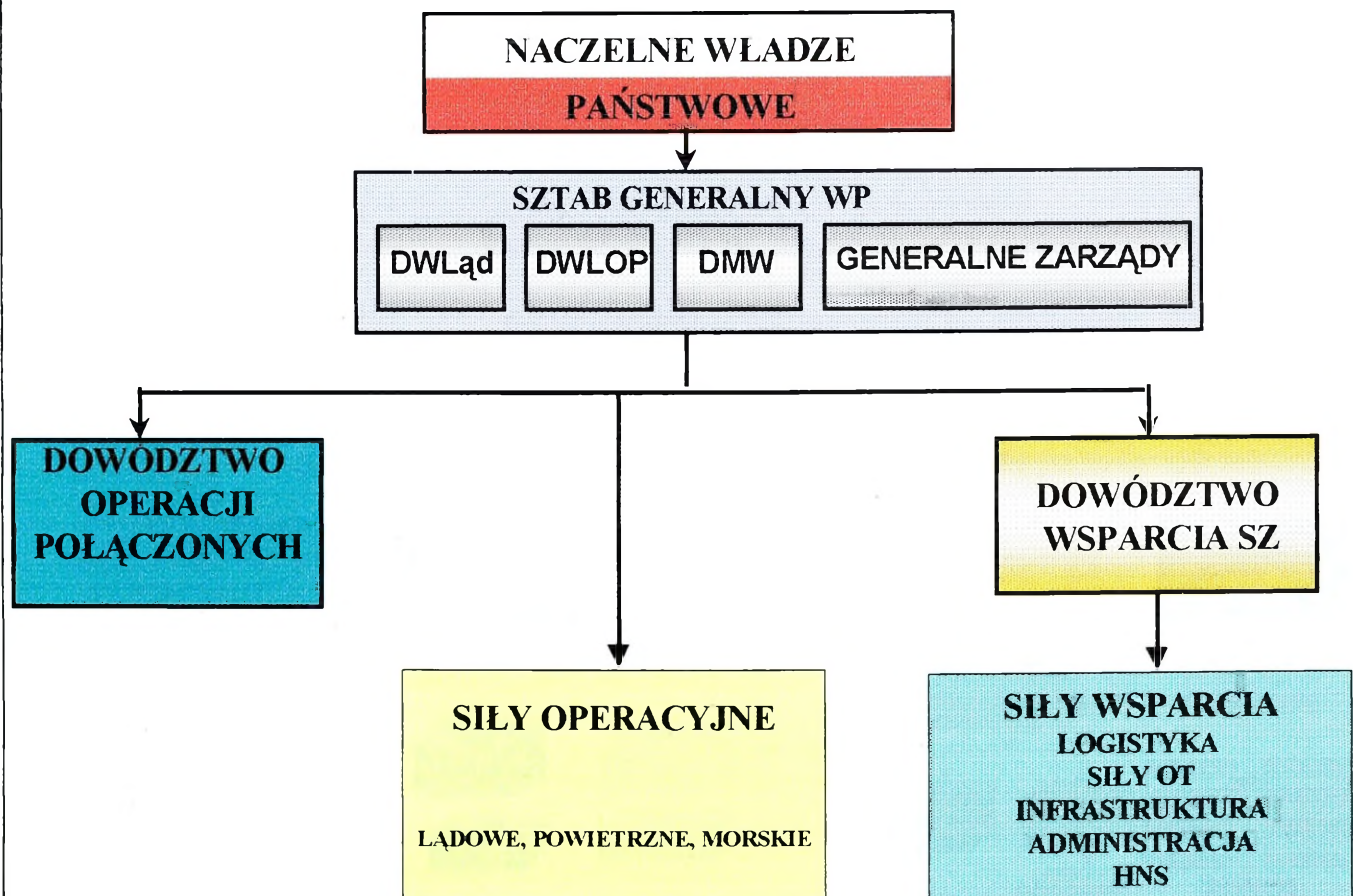 NACZELNE WŁADZE
PAŃSTWOWE
SZTAB GENERALNY WP
DWLąd
DWLOP
DMW
GENERALNE ZARZĄDY
DOWÓDZTWO
OPERACJI
POŁĄCZONYCH
DOWÓDZTWO
WSPARCIA SZ
SIŁY OPERACYJNE
LĄDOWE, POWIETRZNE, MORSKIE
SIŁY WSPARCIA
LOGISTYKA
SIŁY OT
INFRASTRUKTURA
ADMINISTRACJA
HNS